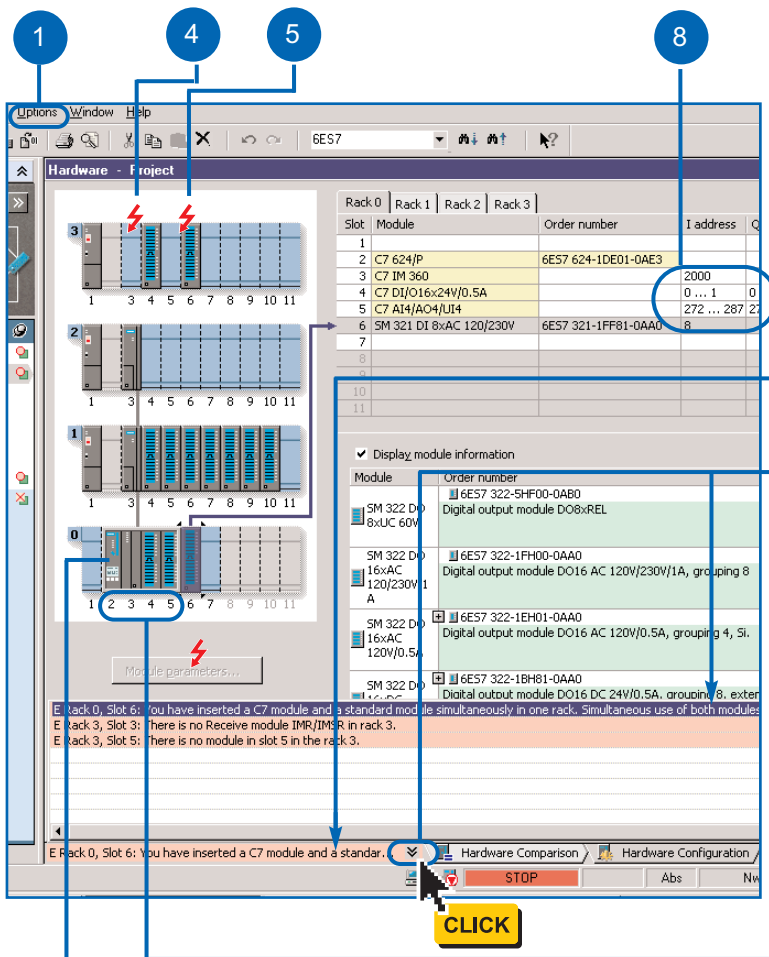 1 4 5 8
Options Window Help
6ES7
Hardware - Project
Rack 0 Rack 1 Rack 2 Rack 3
Slot Module Order number I address Q
1
2 C7 624/P 6ES7 624-1DE01-0AE3
3 C7 IM 360 2000
4 C7 DI/O16x24V/0.5A 0 ... 1 0
5 C7 AI4/AO4/UI4 272 ... 287 27
6 SM 321 DI 8xAC 120/230V 6ES7 321-1FF81-0AA0 8
7
8
9
10
11
3
1 3 4 5 6 7 8 9 10 11
2
1 3 4 5 6 7 8 9 10 11
1
1 3 4 5 6 7 8 9 10 11
0
1 2 3 4 5 6 7 8 9 10 11
Module parameters...
Display module information
Module Order number
SM 322 DO 8xUC 60V 6ES7 322-5HF00-0AB0
Digital output module DO8xREL
SM 322 DO 16xAC 120/230V/1A 6ES7 322-1FH00-0AA0
Digital output module DO16 AC 120V/230V/1A, grouping 8
SM 322 DO 16xAC 120V/0.5A 6ES7 322-1EH01-0AA0
Digital output module DO16 AC 120V/0.5A, grouping 4, Si.
SM 322 DO 16xDC 6ES7 322-1BH81-0AA0
Digital output module DO16 DC 24V/0.5A, grouping 8, exter
E Rack 0, Slot 6: You have inserted a C7 module and a standard module simultaneously in one rack. Simultaneous use of both modules
E Rack 3, Slot 3: There is no Receive module IMR/IMSR in rack 3.
E Rack 3, Slot 5: There is no module in slot 5 in the rack 3.
E Rack 0, Slot 6: You have inserted a C7 module and a standar... Hardware Comparison Hardware Configuration
STOP Abs Nw
CLICK